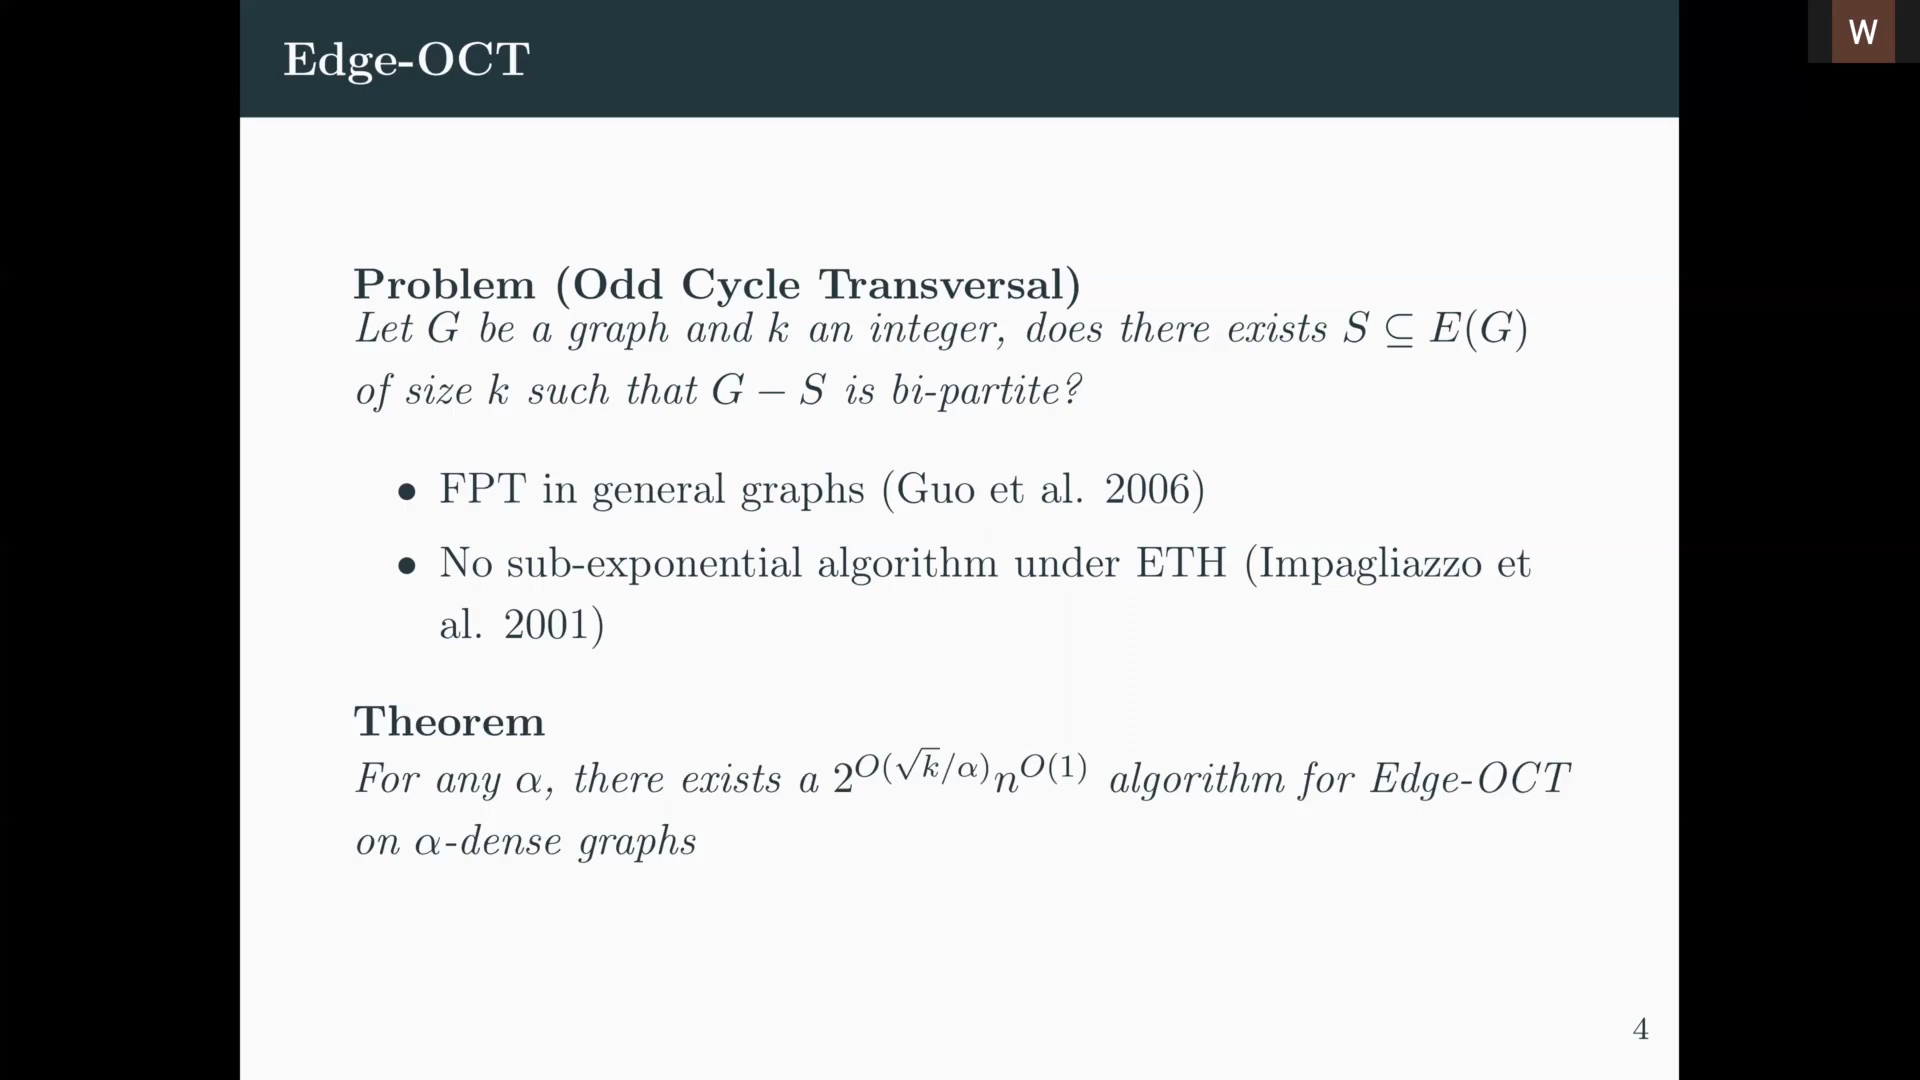 W
Edge-OCT
Problem (Odd Cycle Transversal)
Let G be a graph and k an integer, does there exists S ⊆ E(G)
of size k such that G − S is bi-partite?
• FPT in general graphs (Guo et al. 2006)
• No sub-exponential algorithm under ETH (Impagliazzo et
al. 2001)
Theorem
For any α, there exists a 2^{O(√k/α)}n^{O(1)} algorithm for Edge-OCT
on α-dense graphs
4